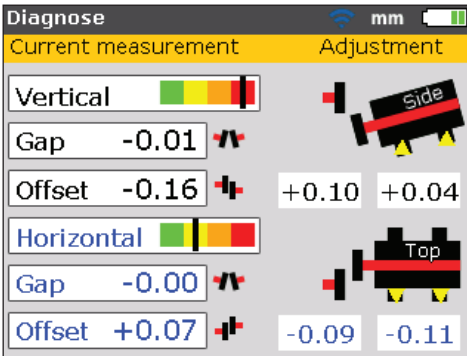 Diagnose mm
Current measurement Adjustment
Vertical
Side
Gap -0.01
Offset -0.16 +0.10 +0.04
Horizontal
Top
Gap -0.00
Offset +0.07 -0.09 -0.11